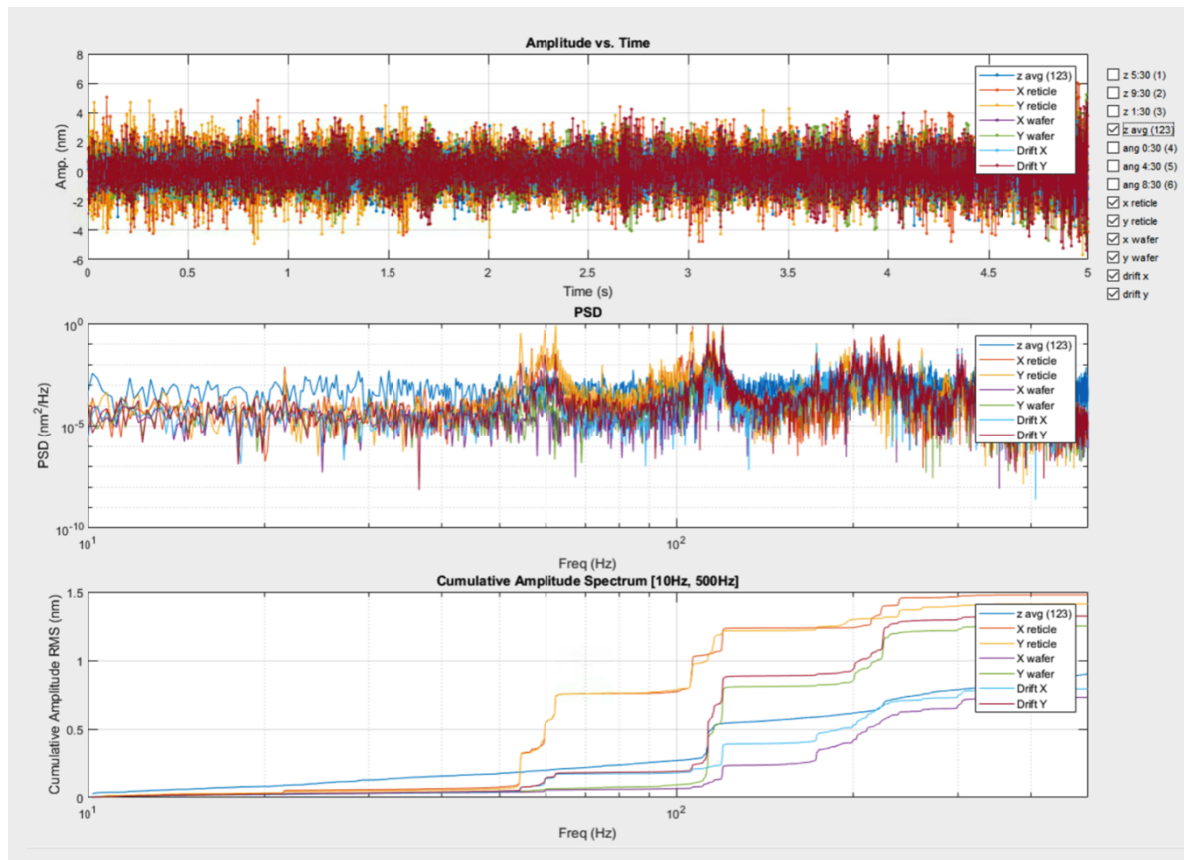 Amplitude vs. Time
8
6
4
2
0
-2
-4
-6
Amp. (nm)
0
0.5
1
1.5
2
2.5
3
3.5
4
4.5
5
Time (s)
z avg (123)
X reticle
Y reticle
X wafer
Y wafer
Drift X
Drift Y
z 5:30 (1)
z 9:30 (2)
z 1:30 (3)
z avg (123)
ang 0:30 (4)
ang 4:30 (5)
ang 8:30 (6)
x reticle
y reticle
x wafer
y wafer
drift x
drift y
PSD
10^0
10^-5
10^-10
PSD (nm^2/Hz)
10^1
10^2
Freq (Hz)
z avg (123)
X reticle
Y reticle
X wafer
Y wafer
Drift X
Drift Y
Cumulative Amplitude Spectrum [10Hz, 500Hz]
1.5
1
0.5
0
Cumulative Amplitude RMS (nm)
10^1
10^2
Freq (Hz)
z avg (123)
X reticle
Y reticle
X wafer
Y wafer
Drift X
Drift Y